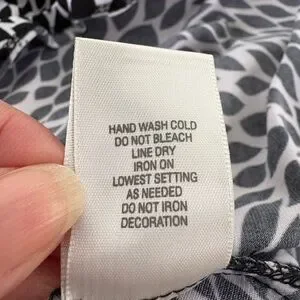 HAND WASH COLD
DO NOT BLEACH
LINE DRY
IRON ON
LOWEST SETTING
AS NEEDED
DO NOT IRON
DECORATION